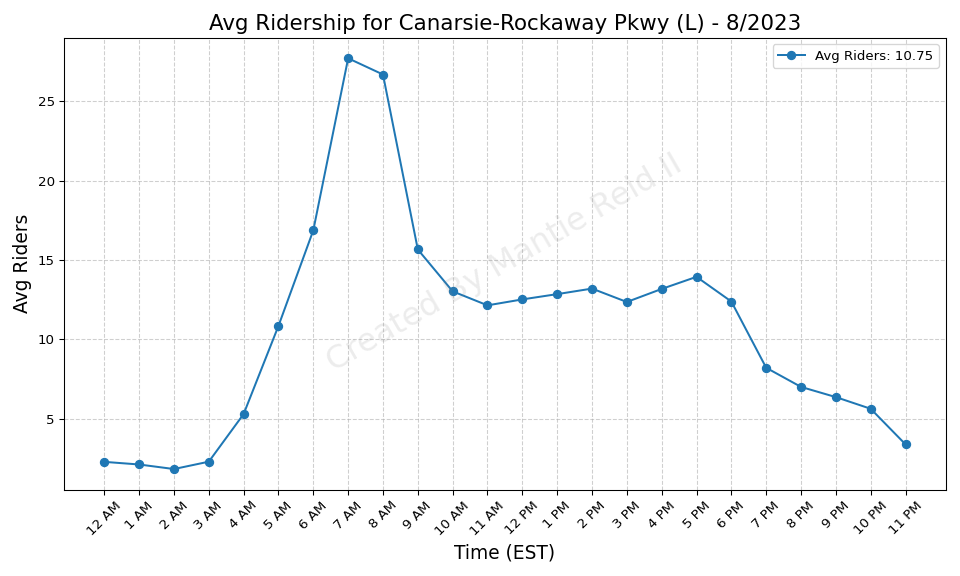 Avg Ridership for Canarsie-Rockaway Pkwy (L) - 8/2023
Avg Riders: 10.75
Avg Riders
25
20
15
10
5
Created By Mantie Reid II
12 AM
1 AM
2 AM
3 AM
4 AM
5 AM
6 AM
7 AM
8 AM
9 AM
10 AM
11 AM
12 PM
1 PM
2 PM
3 PM
4 PM
5 PM
6 PM
7 PM
8 PM
9 PM
10 PM
11 PM
Time (EST)